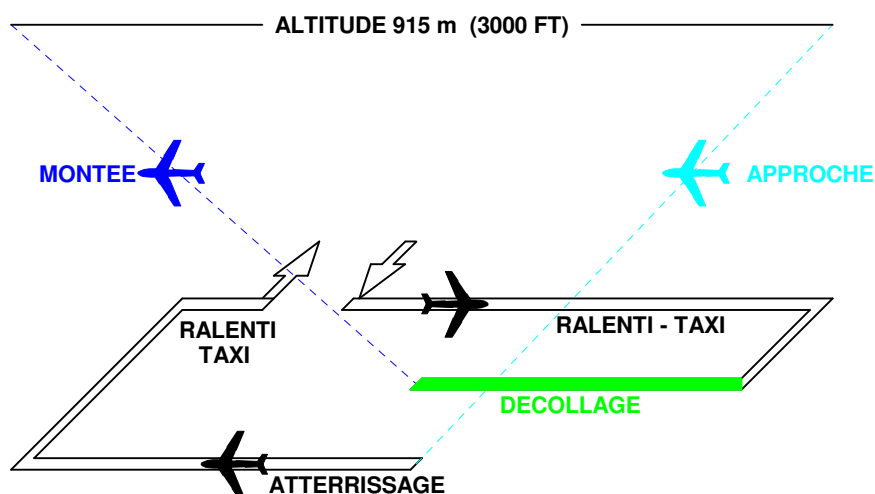 ALTITUDE 915 m (3000 FT)
MONTEE
APPROCHE
RALENTI
TAXI
RALENTI - TAXI
DECOLLAGE
ATTERRISSAGE